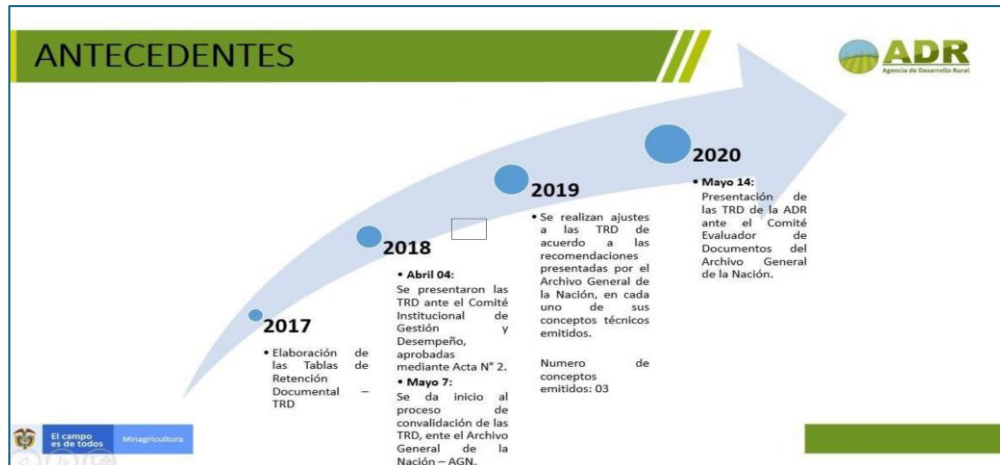 ANTECEDENTES
ADR
Agencia de Desarrollo Rural
2017
• Elaboración de
las Tablas de
Retención
Documental –
TRD
2018
• Abril 04:
Se presentaron las
TRD ante el Comité
Institucional de
Gestión y
Desempeño,
aprobadas
mediante Acta N° 2.
• Mayo 7:
Se da inicio al
proceso de
convalidación de las
TRD, ente el Archivo
General de la
Nación – AGN.
2019
• Se realizan ajustes
a las TRD de
acuerdo a las
recomendaciones
presentadas por el
Archivo General de
la Nación, en cada
uno de sus
conceptos técnicos
emitidos.
Numero de
conceptos
emitidos: 03
2020
• Mayo 14:
Presentación de
las TRD de la ADR
ante el Comité
Evaluador de
Documentos del
Archivo General
de la Nación.
El campo
es de todos
Minagricultura